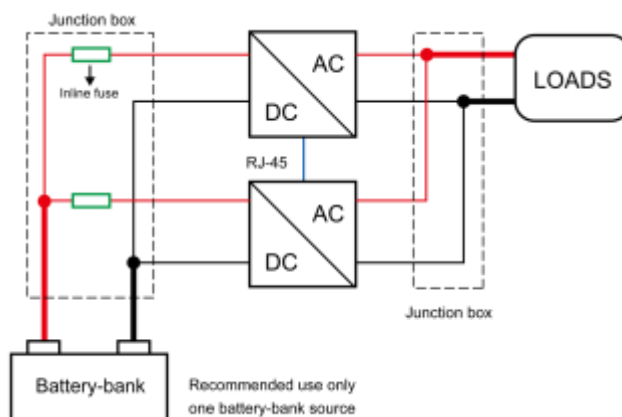 Junction box
Inline fuse
AC
DC
LOADS
RJ-45
AC
DC
Junction box
Battery-bank
Recommended use only
one battery-bank source